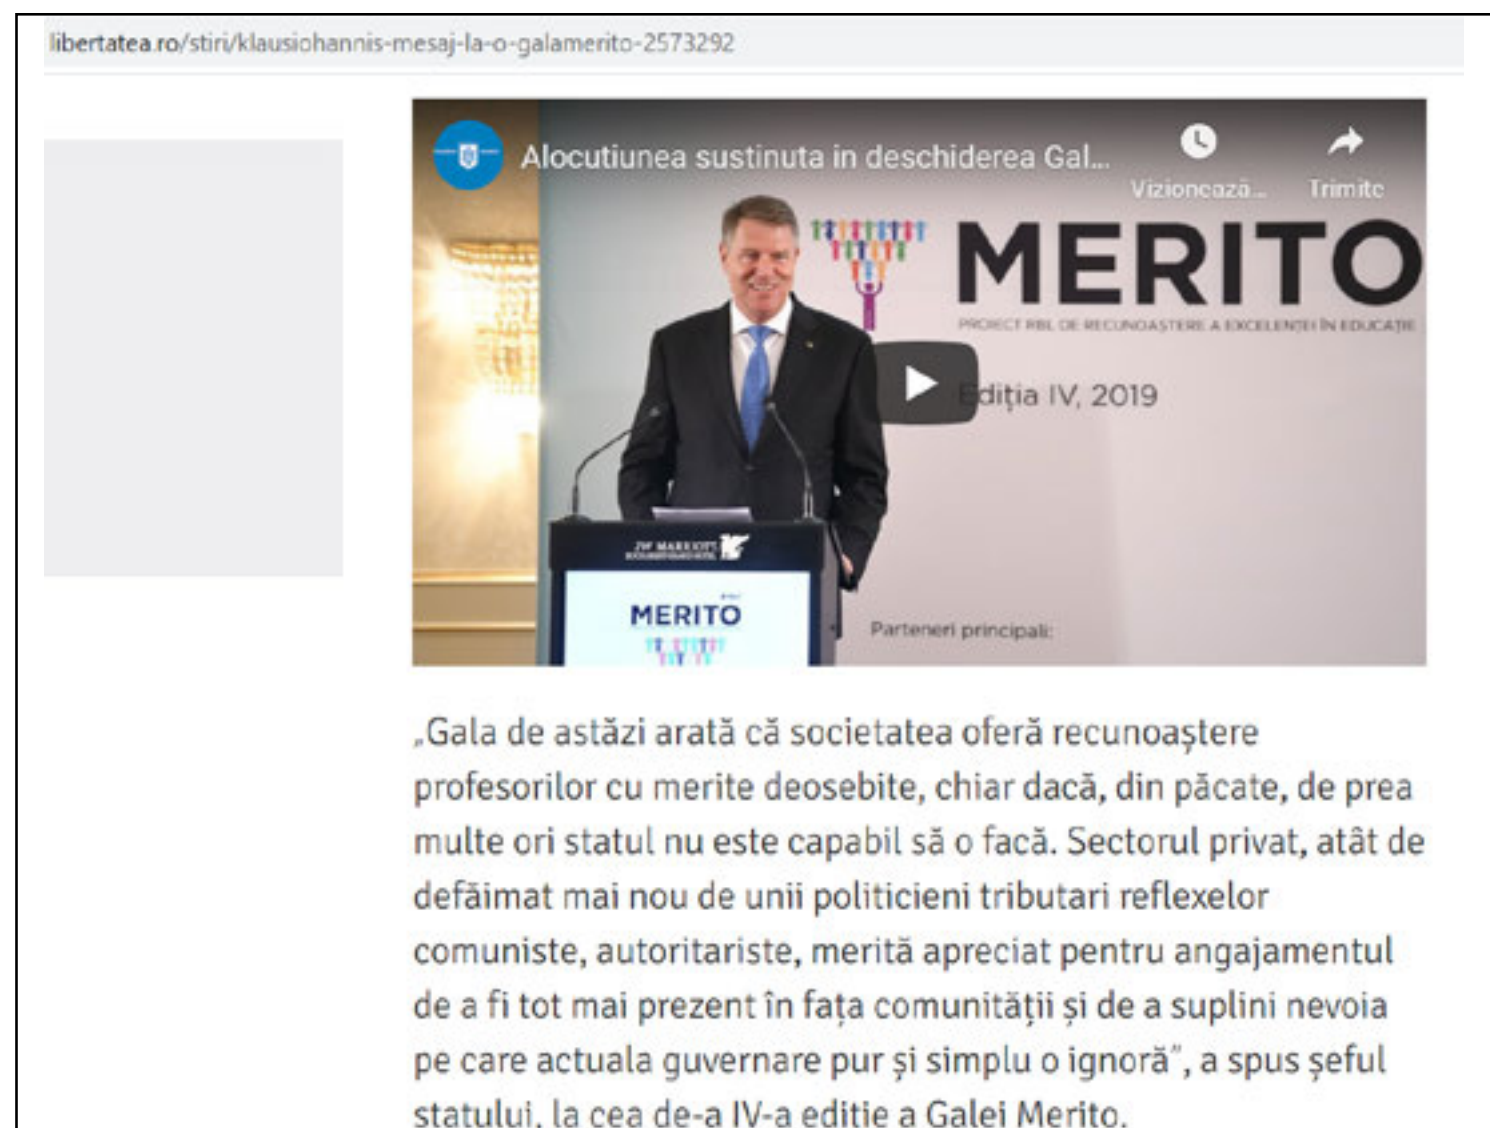 libertatea.ro/stiri/klausiohannis-mesaj-la-o-galamerito-2573292
Alocutiunea sustinuta in deschiderea Gal...
Vizionează...
Trimite
MERITO
PROIECT RBL DE RECUNOAȘTERE A EXCELENȚEI ÎN EDUCAȚIE
Ediția IV, 2019
JW MARRIOTT
MERITO
Parteneri principali:
„Gala de astăzi arată că societatea oferă recunoaștere
profesorilor cu merite deosebite, chiar dacă, din păcate, de prea
multe ori statul nu este capabil să o facă. Sectorul privat, atât de
defăimat mai nou de unii politicieni tributari reflexelor
comuniste, autoritariste, merită apreciat pentru angajamentul
de a fi tot mai prezent în fața comunității și de a suplini nevoia
pe care actuala guvernare pur și simplu o ignoră”, a spus șeful
statului, la cea de-a IV-a ediție a Galei Merito.